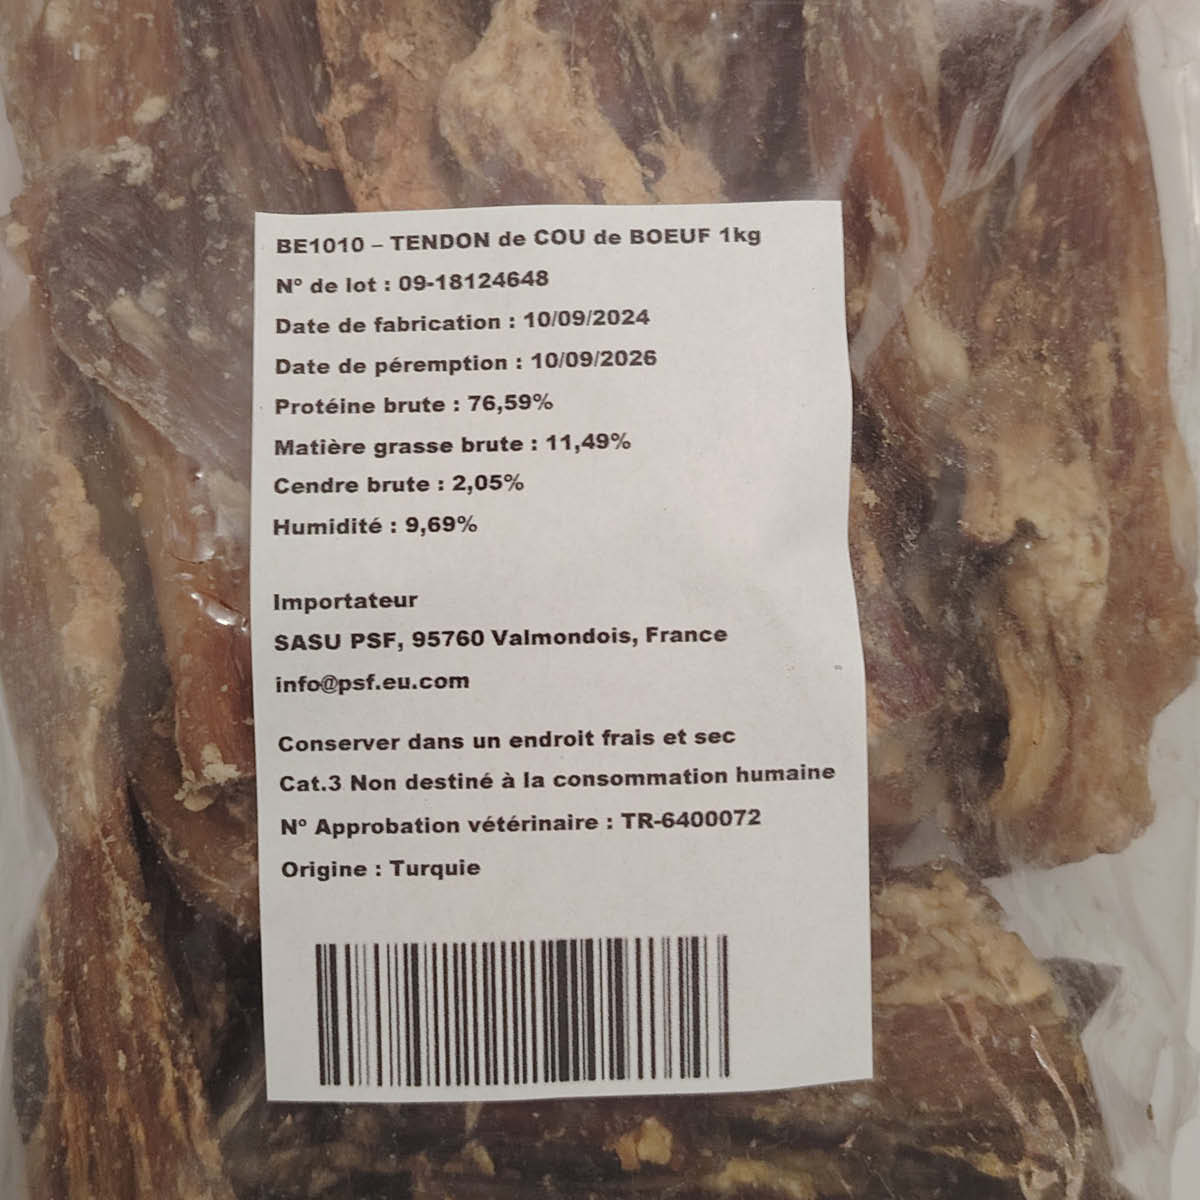 BE1010 – TENDON de COU de BOEUF 1kg
N° de lot : 09-18124648
Date de fabrication : 10/09/2024
Date de péremption : 10/09/2026
Protéine brute : 76,59%
Matière grasse brute : 11,49%
Cendre brute : 2,05%
Humidité : 9,69%
Importateur
SASU PSF, 95760 Valmondois, France
info@psf.eu.com
Conserver dans un endroit frais et sec
Cat.3 Non destiné à la consommation humaine
N° Approbation vétérinaire : TR-6400072
Origine : Turquie